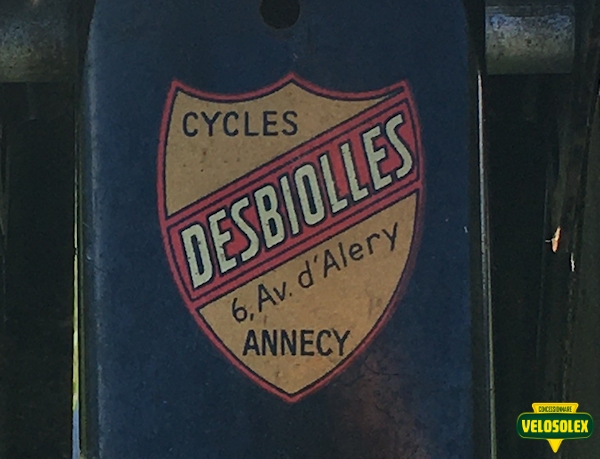 CYCLES
DESBIOLLES
6, Av. d'Alery
ANNECY
CONCESSIONNAIRE
VELOSOLEX